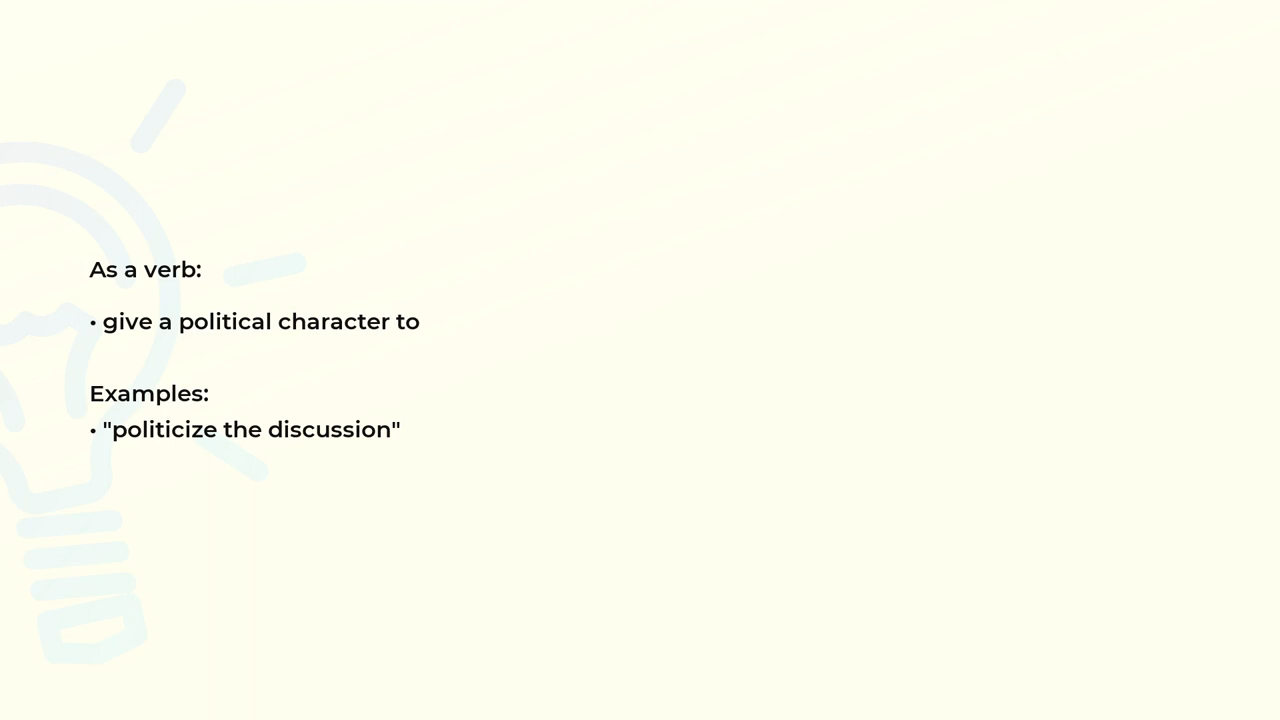 As a verb:
• give a political character to
Examples:
• "politicize the discussion"